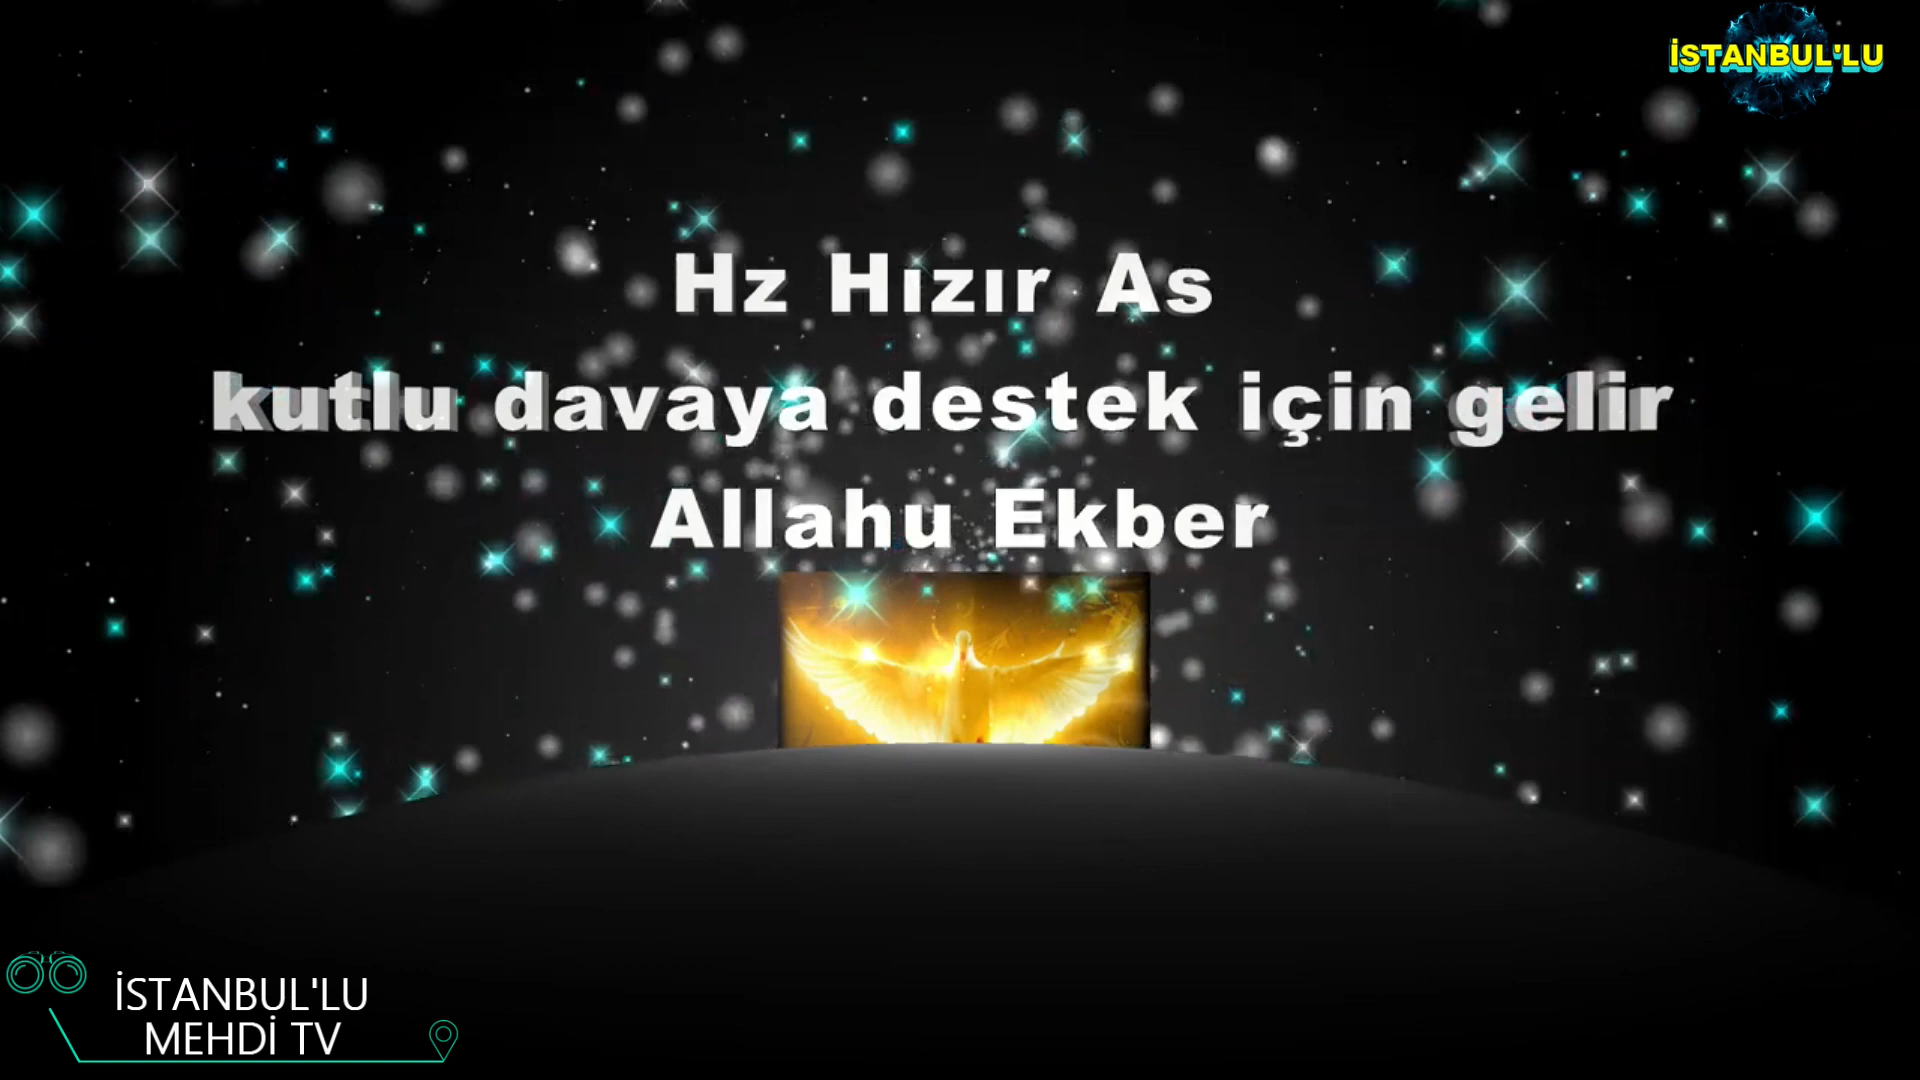 İSTANBUL'LU
Hz Hızır As
kutlu davaya destek için gelir
Allahu Ekber
İSTANBUL'LU
MEHDİ TV